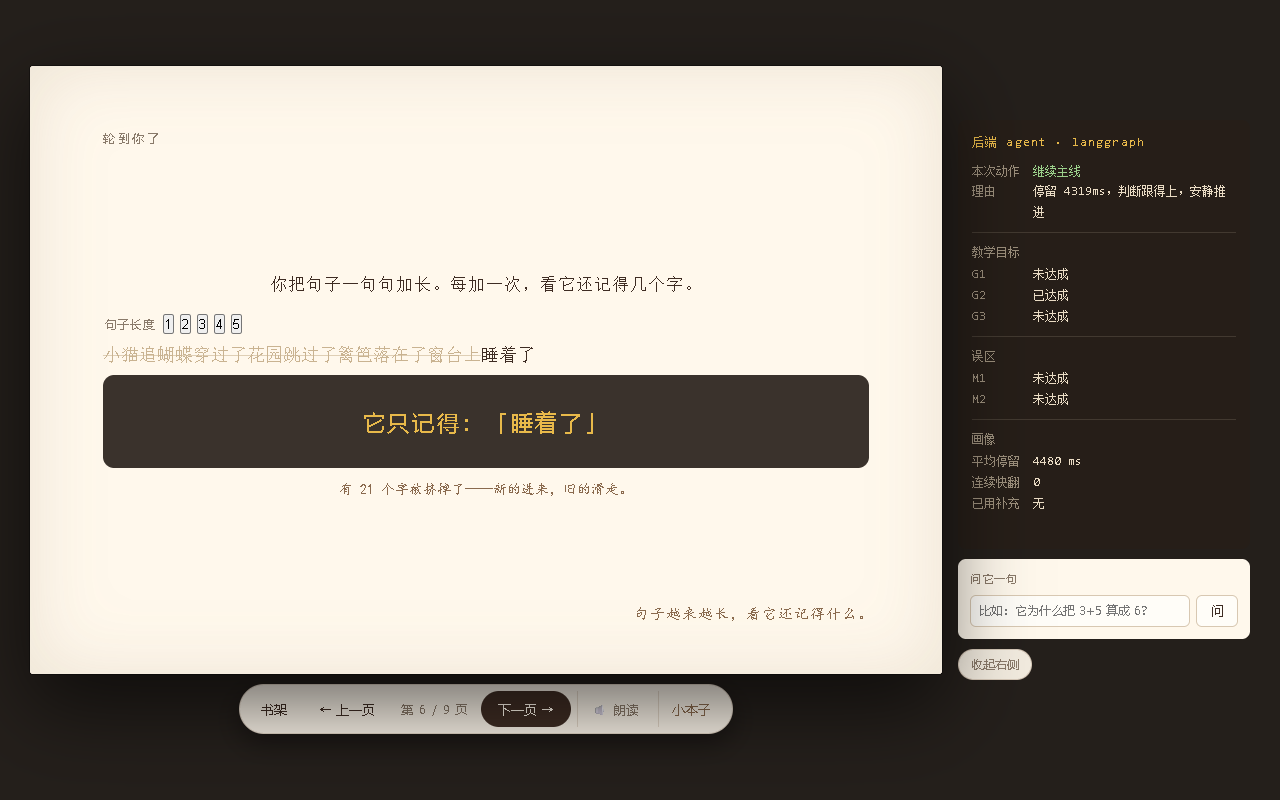 轮到你了
你把句子一句句加长。每加一次，看它还记得几个字。
句子长度 1 2 3 4 5
小猫追蝴蝶穿过了花园跳过了篱笆落在了窗台上睡着了
它只记得：「睡着了」
有 21 个字被挤掉了——新的进来，旧的滑走。
句子越来越长，看它还记得什么。
书架 ← 上一页 第 6 / 9 页 下一页 → 朗读 小本子
后端 agent · langgraph
本次动作 继续主线
理由 停留 4319ms，判断跟得上，安静推
进
教学目标
G1 未达成
G2 已达成
G3 未达成
误区
M1 未达成
M2 未达成
画像
平均停留 4480 ms
连续快翻 0
已用补充 无
问它一句
比如：它为什么把 3+5 算成 6? 问
收起右侧